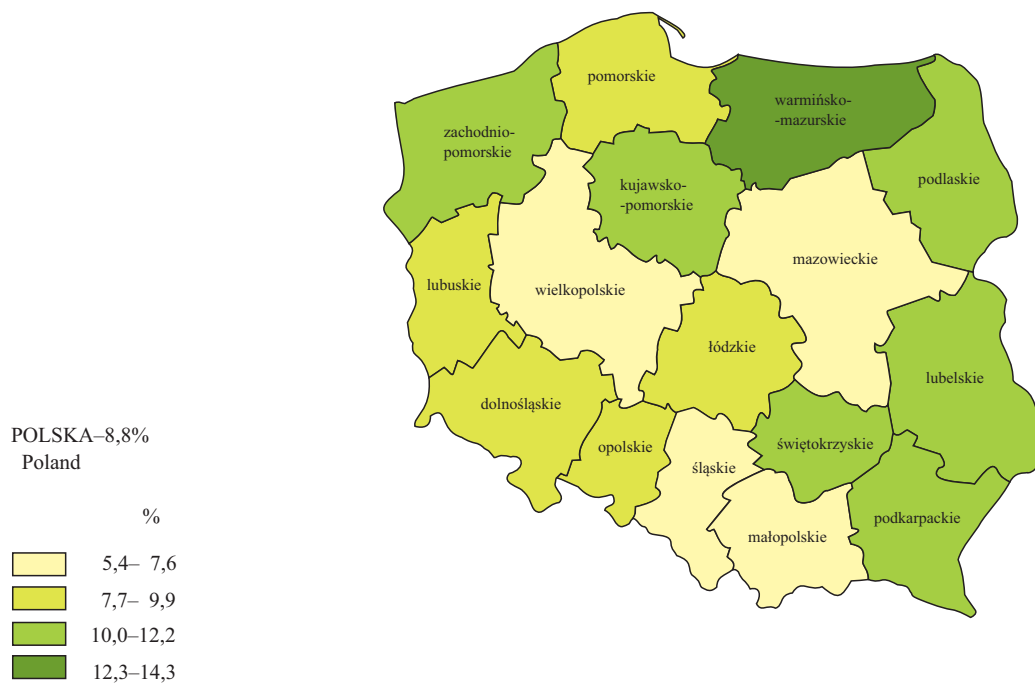 pomorskie
warmińsko-
-mazurskie
zachodnio-
pomorskie
podlaskie
kujawsko-
-pomorskie
mazowieckie
lubuskie
wielkopolskie
łódzkie
lubelskie
dolnośląskie
opolskie
świętokrzyskie
śląskie
podkarpackie
małopolskie
POLSKA–8,8%
Poland
%
5,4– 7,6
7,7– 9,9
10,0–12,2
12,3–14,3